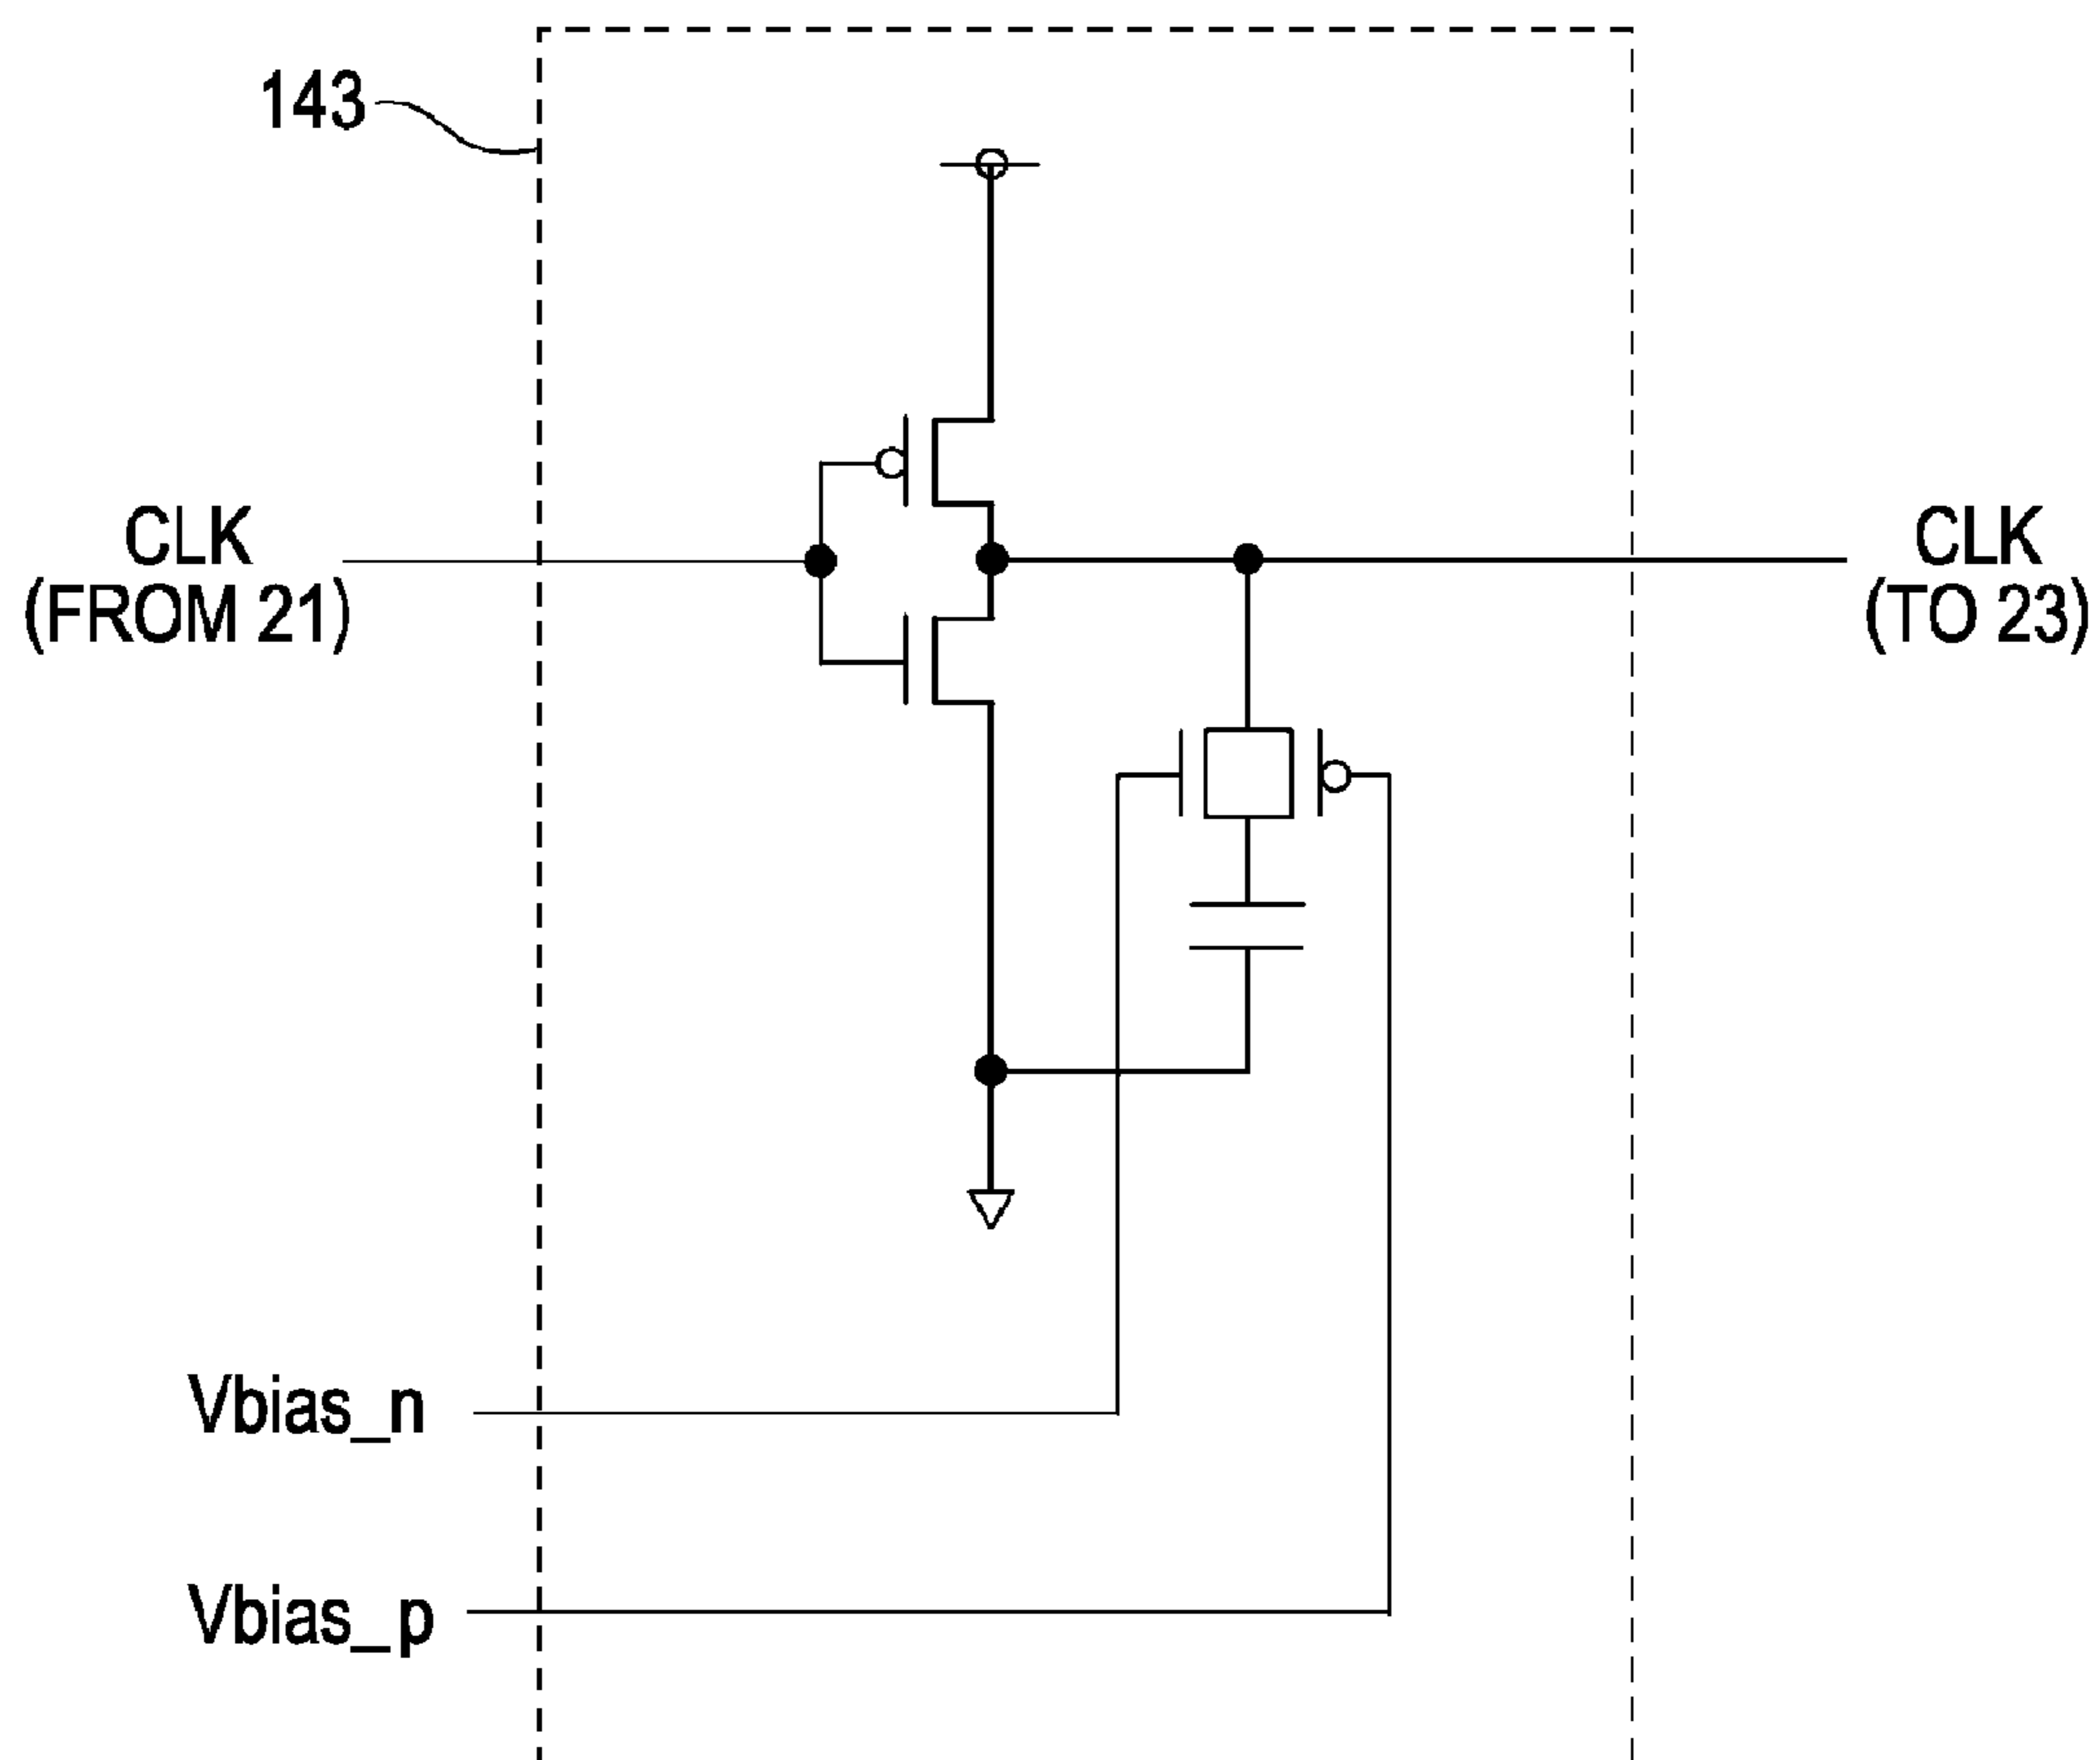 143
CLK
(FROM 21)
CLK
(TO 23)
Vbias_n
Vbias_p